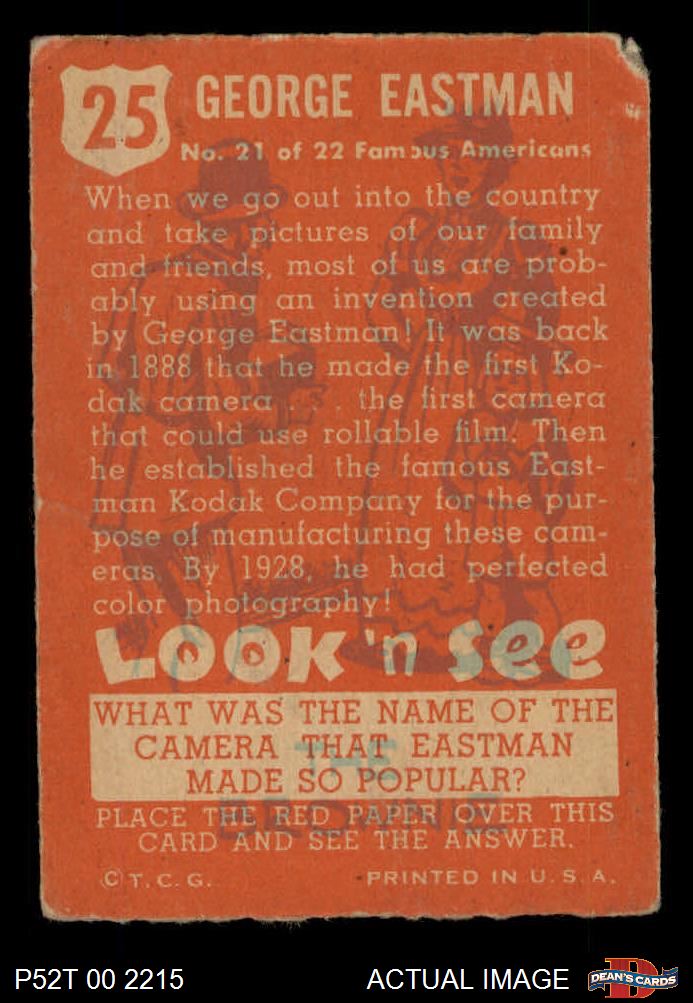 25
GEORGE EASTMAN
No. 21 of 22 Famous Americans
When we go out into the country
and take pictures of our family
and friends, most of us are prob-
ably using an invention created
by George Eastman! It was back
in 1888 that he made the first Ko-
dak camera . . . the first camera
that could use rollable film. Then
he established the famous East-
man Kodak Company for the pur-
pose of manufacturing these cam-
eras. By 1928, he had perfected
color photography!
LOOK 'n SEE
WHAT WAS THE NAME OF THE
CAMERA THAT EASTMAN
MADE SO POPULAR?
THE
BROWNIE
PLACE THE RED PAPER OVER THIS
CARD AND SEE THE ANSWER.
© T. C. G. PRINTED IN U. S. A.
P52T 00 2215 ACTUAL IMAGE DEAN'S CARDS